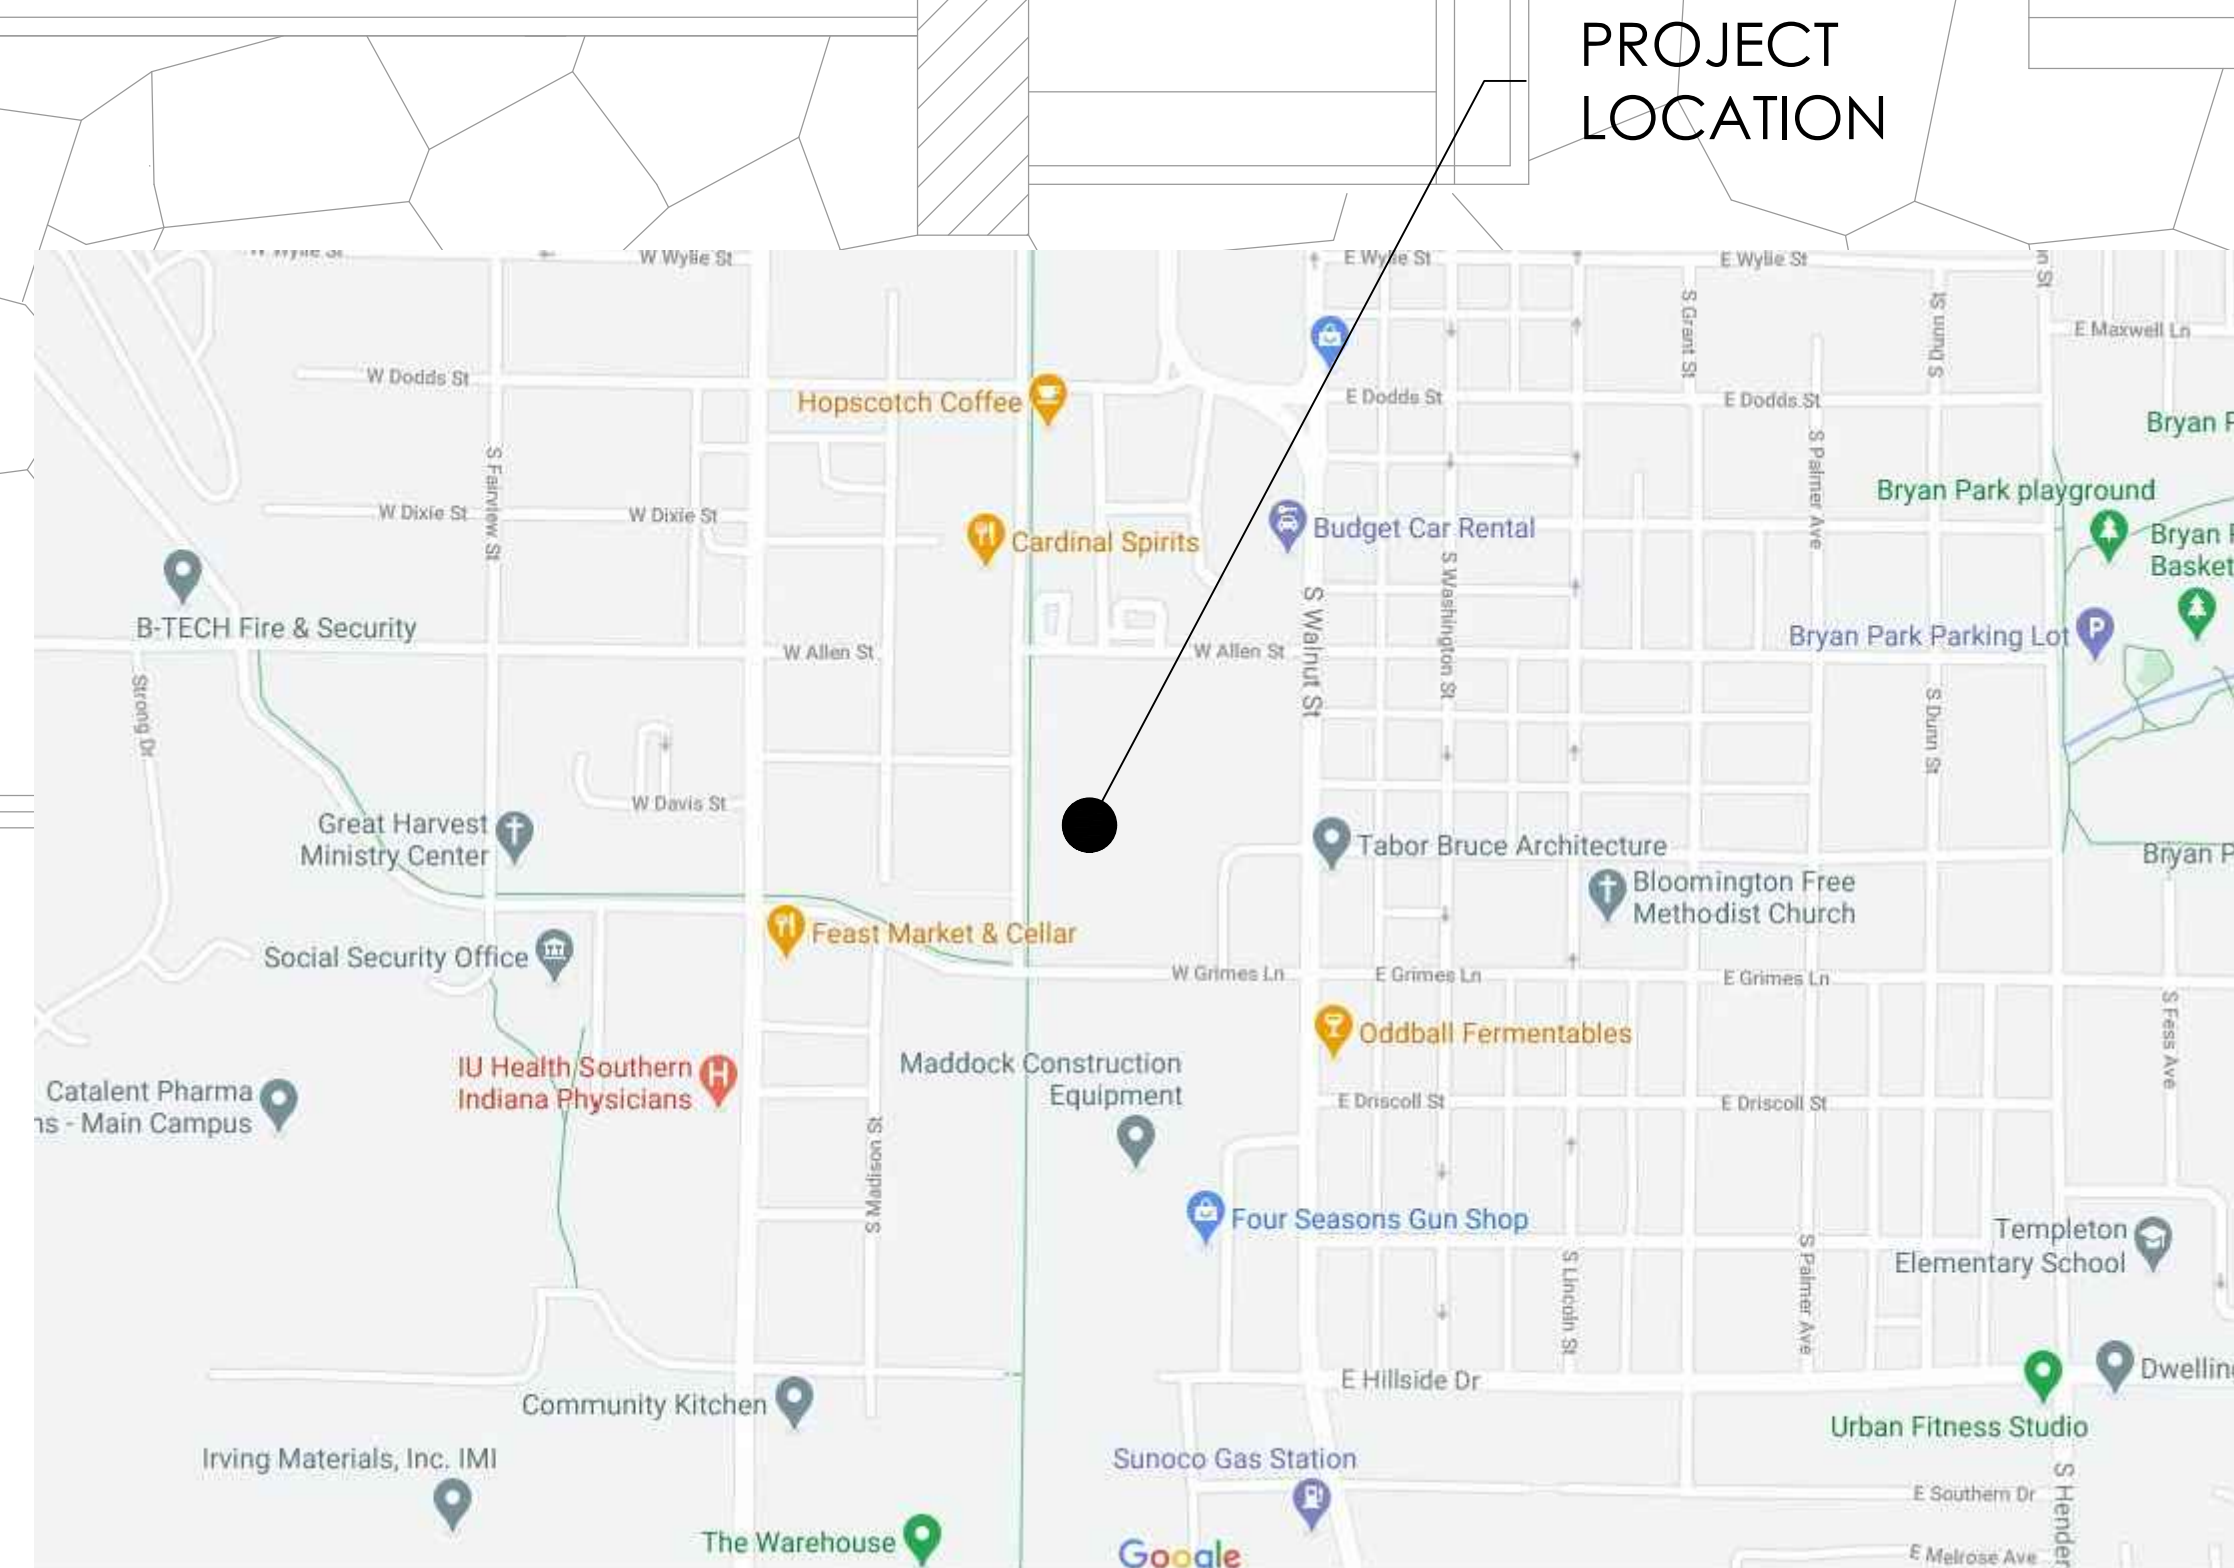 PROJECT
LOCATION
W Wylie St
W Wylie St
E Wylie St
E Wylie St
S Grant St
S Dunn St
E Maxwell Ln
W Dodds St
Hopscotch Coffee
E Dodds St
E Dodds St
Bryan
S Fairview St
S Palmer Ave
Bryan Park playground
W Dixie St
W Dixie St
Cardinal Spirits
Budget Car Rental
Bryan
Basket
S Washington St
B-TECH Fire & Security
S Walnut St
Bryan Park Parking Lot
P
W Allen St
W Allen St
Strong Dr
S Dunn St
W Davis St
Great Harvest
Ministry Center
Tabor Bruce Architecture
Bryan P
Bloomington Free
Methodist Church
Feast Market & Cellar
Social Security Office
W Grimes Ln
E Grimes Ln
E Grimes Ln
S Fess Ave
Oddball Fermentables
IU Health Southern
Indiana Physicians
H
Maddock Construction
Equipment
Catalent Pharma
ns - Main Campus
E Driscoll St
E Driscoll St
S Madison St
Four Seasons Gun Shop
Templeton
Elementary School
S Lincoln St
S Palmer Ave
E Hillside Dr
Dwelling
Community Kitchen
Urban Fitness Studio
Irving Materials, Inc. IMI
Sunoco Gas Station
S Hender
E Southern Dr
The Warehouse
Google
E Melrose Ave